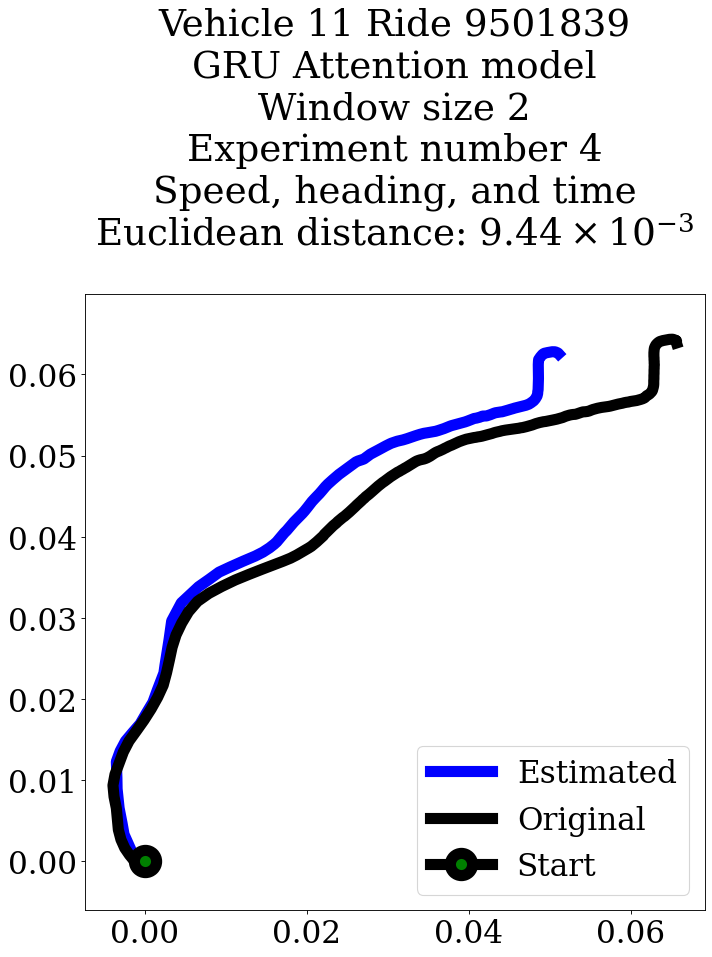 Vehicle 11 Ride 9501839
GRU Attention model
Window size 2
Experiment number 4
Speed, heading, and time
Euclidean distance: 9.44 × 10⁻³
0.06
0.05
0.04
0.03
0.02
0.01
0.00
Estimated
Original
Start
0.00 0.02 0.04 0.06